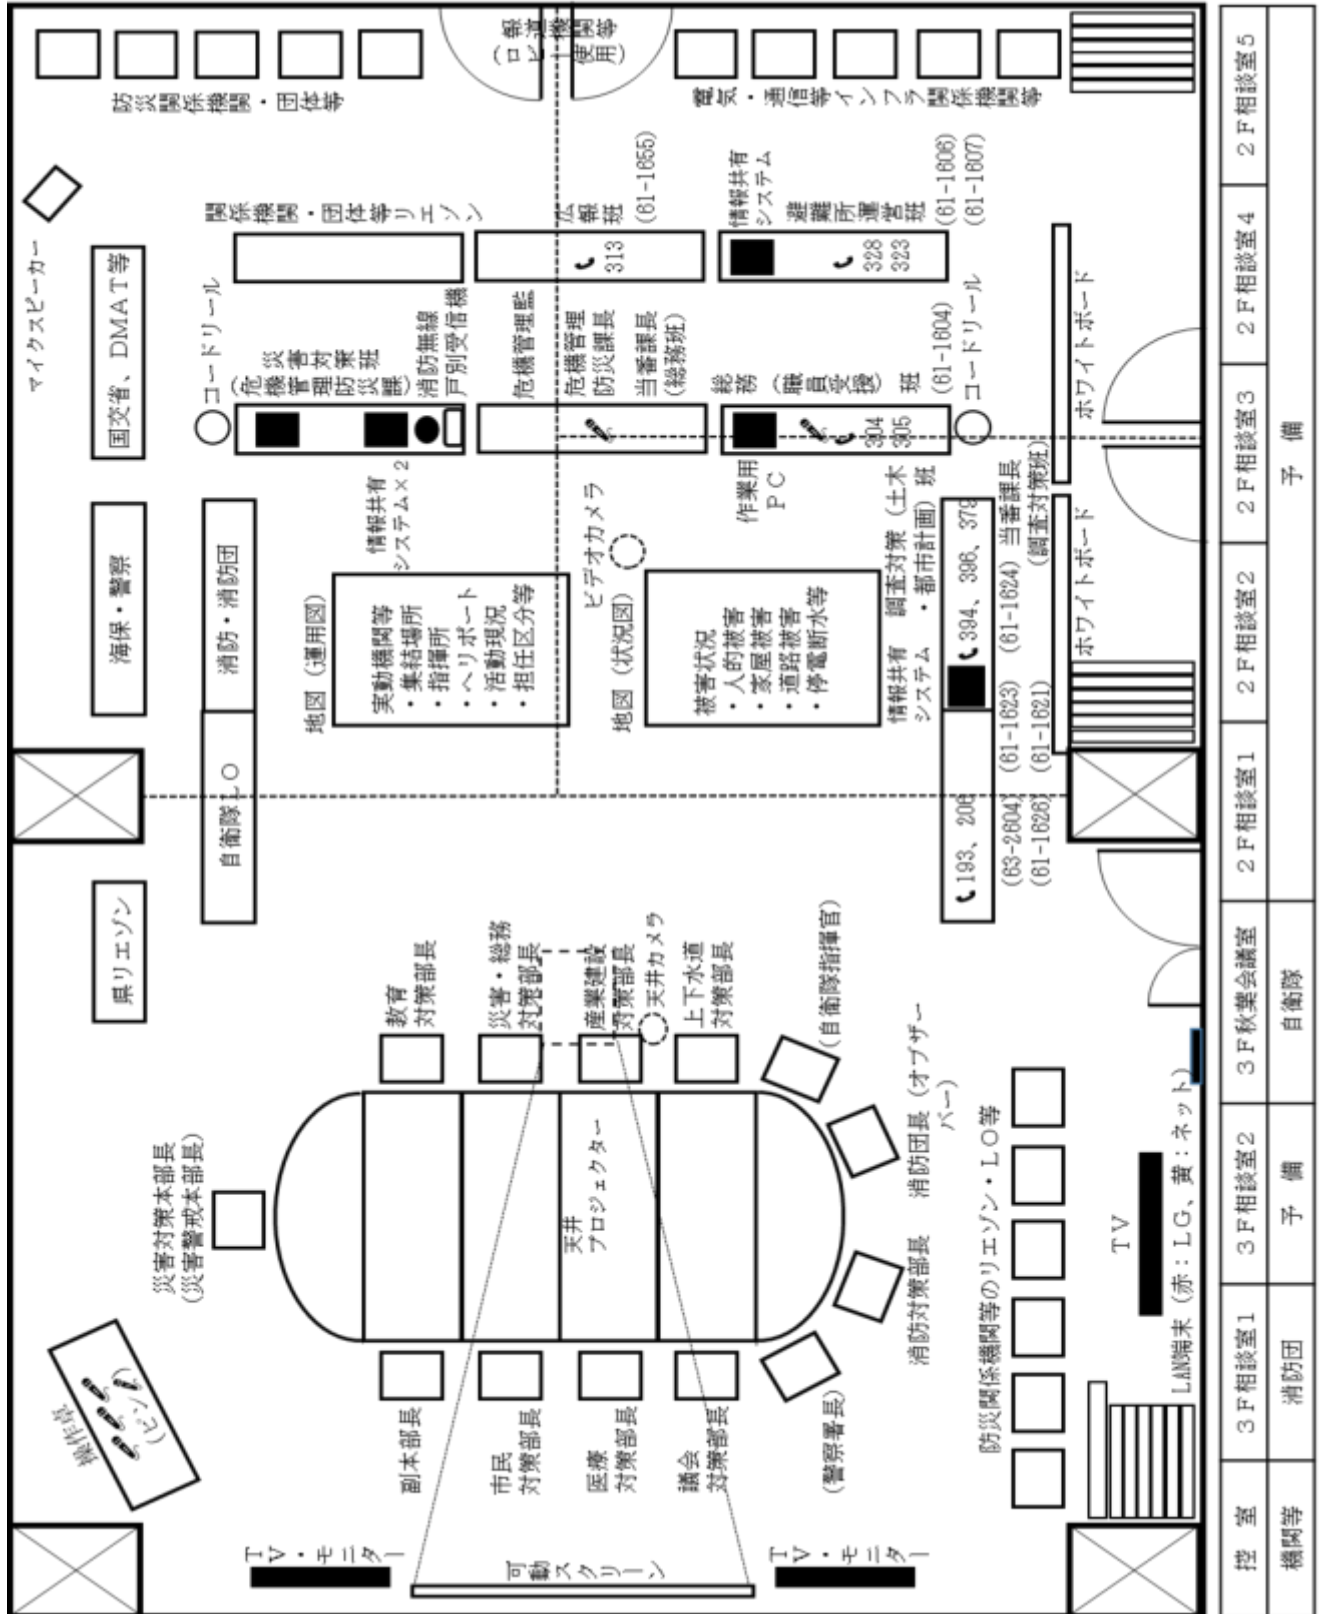 報道機関等
(ロビー使用)
防災関係機関・団体等
電気・通信等インフラ関係機関等
マイクスピーカー
国交省、DMAT等
コードリール
関係機関・団体等リエゾン
災害対策班
(危機管理防災課)
消防無線
戸別受信機
広報
班
(61-1655)
313
危機管理監
危機管理
防災課長
当番課長
(総務班)
情報共有
システム
避難所運営班
(61-1606)
(61-1607)
328
323
総務(職員受援)班
(61-1604)
304
305
コードリール
作業用
PC
ホワイトボード
ホワイトボード
海保・警察
消防・消防団
自衛隊LO
県リエゾン
情報共有
システム×2
地図(運用図)
実動機関等
・集結場所
・指揮所
・ヘリポート
・活動現況
・担任区分等
ビデオカメラ
地図(状況図)
被害状況
・人的被害
・家屋被害
・道路被害
・停電断水等
情報共有
システム
調査対策(土木
・都市計画)班
394、396、379
193、206
(63-2604)(61-1623)(61-1624)当番課長
(61-1626)(61-1621)(調査対策班)
教育
対策部長
災害・総務
対策部長
産業建設
対策部長
天井カメラ
上下水道
対策部長
(自衛隊指揮官)
消防団長(オブザー
バー)
消防対策部長
(警察署長)
災害対策本部長
(災害警戒本部長)
天井
プロジェクター
副本部長
市民
対策部長
医療
対策部長
議会
対策部長
操作卓
(ピンマイク)
TV・モニター
可動スクリーン
TV・モニター
防災関係機関等のリエゾン・LO等
TV
LAN端末(赤:LG、黄:ネット)
控 室 3F相談室1 3F相談室2 3F秋葉会議室 2F相談室1 2F相談室2 2F相談室3 2F相談室4 2F相談室5
機関等 消防団 予 備 自衛隊 予 備